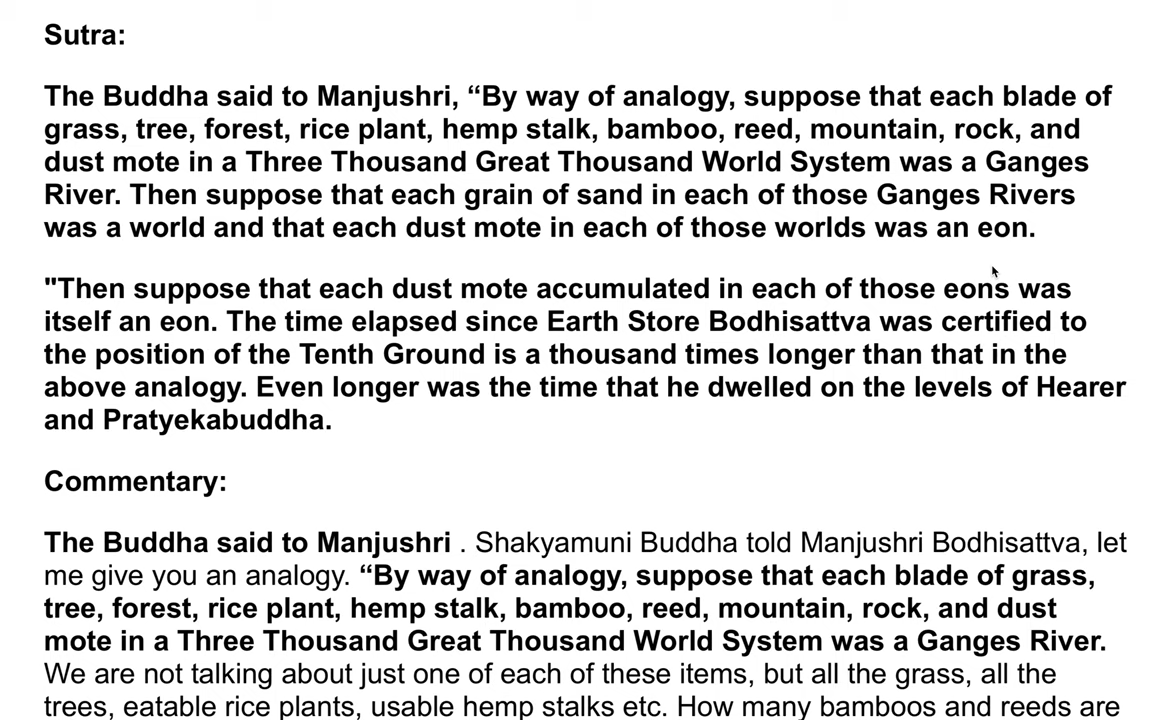 Sutra:
The Buddha said to Manjushri, “By way of analogy, suppose that each blade of
grass, tree, forest, rice plant, hemp stalk, bamboo, reed, mountain, rock, and
dust mote in a Three Thousand Great Thousand World System was a Ganges
River. Then suppose that each grain of sand in each of those Ganges Rivers
was a world and that each dust mote in each of those worlds was an eon.
"Then suppose that each dust mote accumulated in each of those eons was
itself an eon. The time elapsed since Earth Store Bodhisattva was certified to
the position of the Tenth Ground is a thousand times longer than that in the
above analogy. Even longer was the time that he dwelled on the levels of Hearer
and Pratyekabuddha.
Commentary:
The Buddha said to Manjushri . Shakyamuni Buddha told Manjushri Bodhisattva, let
me give you an analogy. “By way of analogy, suppose that each blade of grass,
tree, forest, rice plant, hemp stalk, bamboo, reed, mountain, rock, and dust
mote in a Three Thousand Great Thousand World System was a Ganges River.
We are not talking about just one of each of these items, but all the grass, all the
trees, eatable rice plants, usable hemp stalks etc. How many bamboos and reeds are